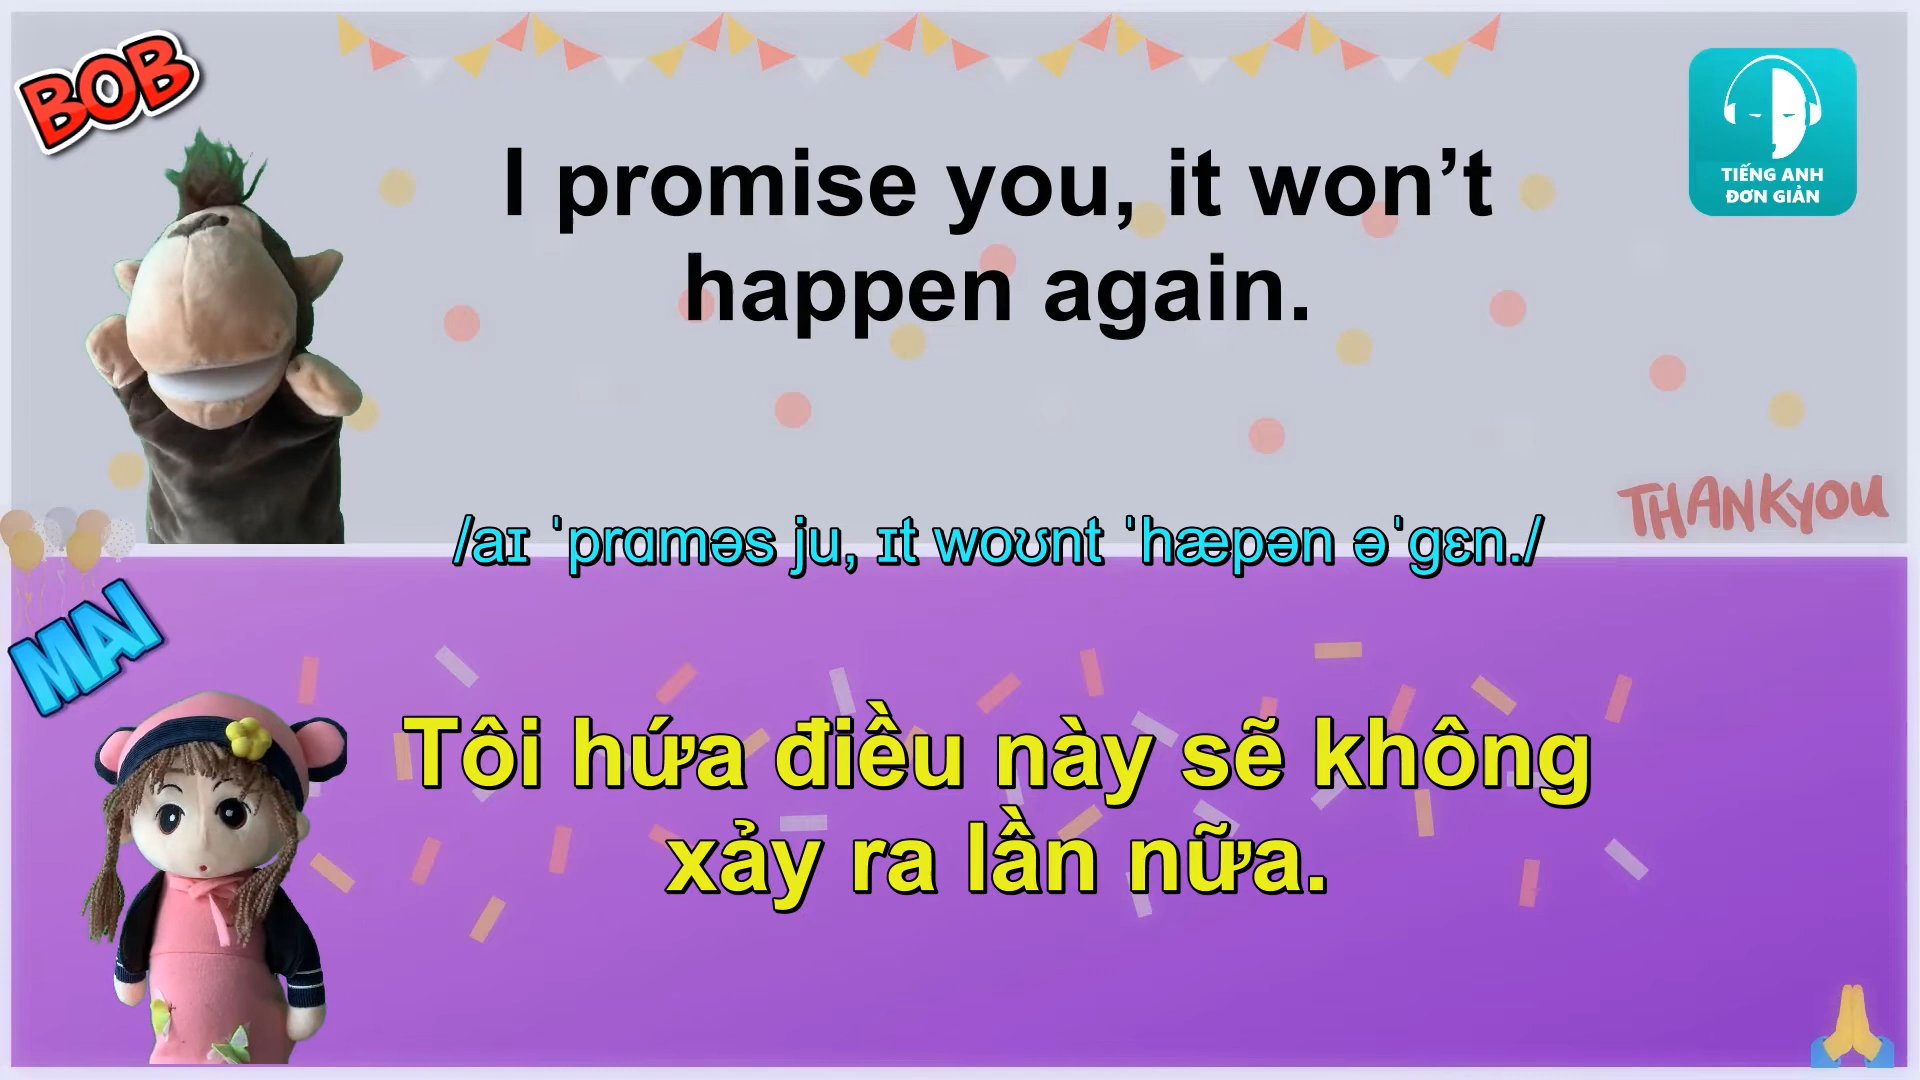 BOB
TIẾNG ANH
ĐƠN GIẢN
I promise you, it won’t
happen again.
THANKYOU
/aɪ ˈprɑməs ju, ɪt woʊnt ˈhæpən əˈgɛn./
MAI
Tôi hứa điều này sẽ không
xảy ra lần nữa.